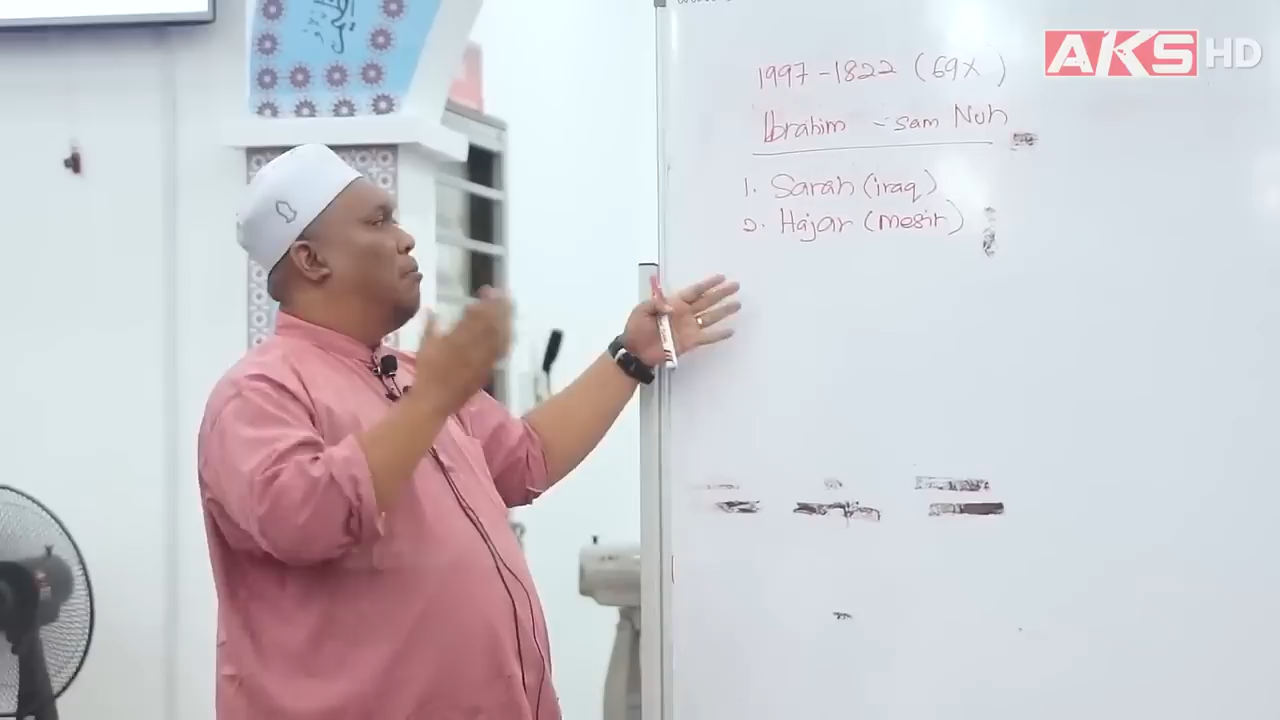 AKS HD
1997 - 1822 (69X)
Ibrahim - Sam Nuh
1. Sarah (iraq)
2. Hajar (mesir)